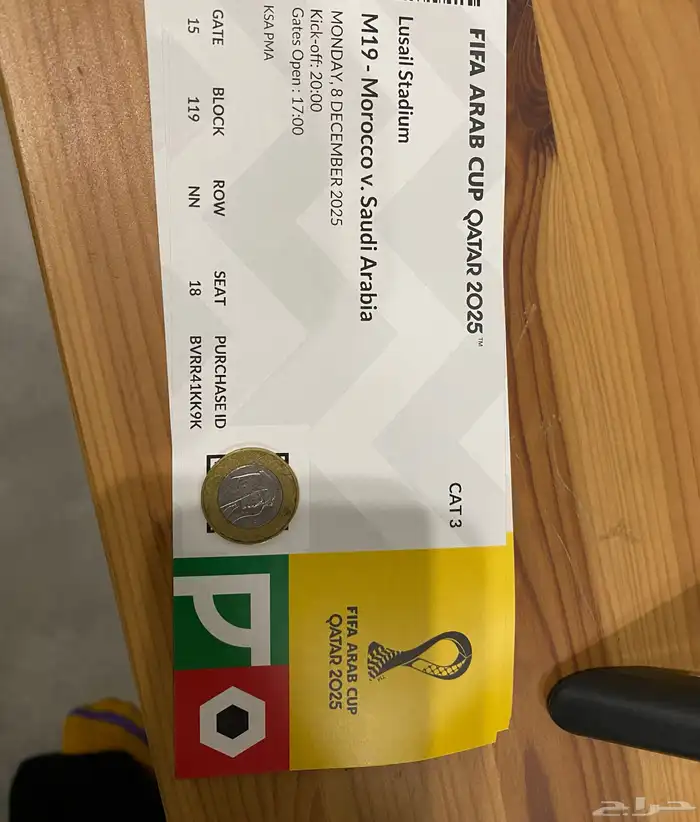 FIFA ARAB CUP QATAR 2025™
Lusail Stadium
CAT 3
M19 - Morocco v. Saudi Arabia
MONDAY, 8 DECEMBER 2025
Kick-off: 20:00
Gates Open : 17:00
KSA PMA
GATE BLOCK ROW SEAT PURCHASE ID
15 119 NN 18 BVRR41KK9K
FIFA ARAB CUP
QATAR 2025
حراج